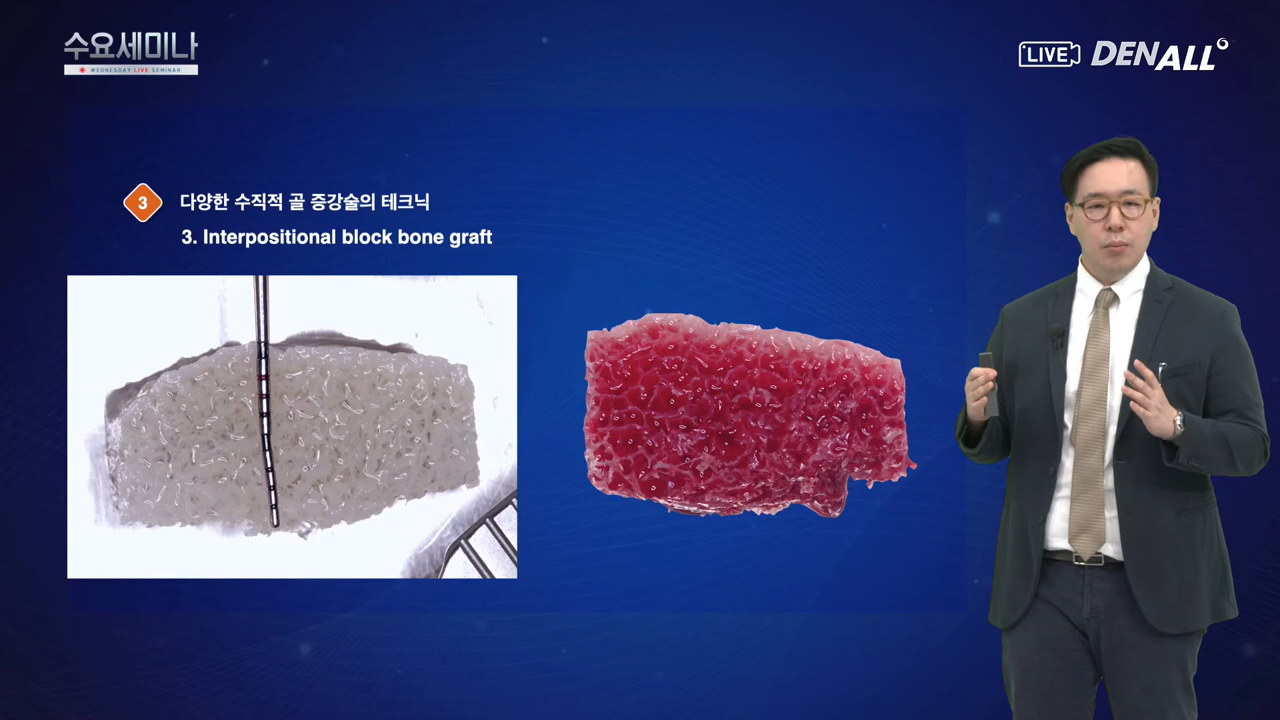 수요세미나
WEDNESDAY LIVE SEMINAR
LIVE
DENALL
3
다양한 수직적 골 증강술의 테크닉
3. Interpositional block bone graft